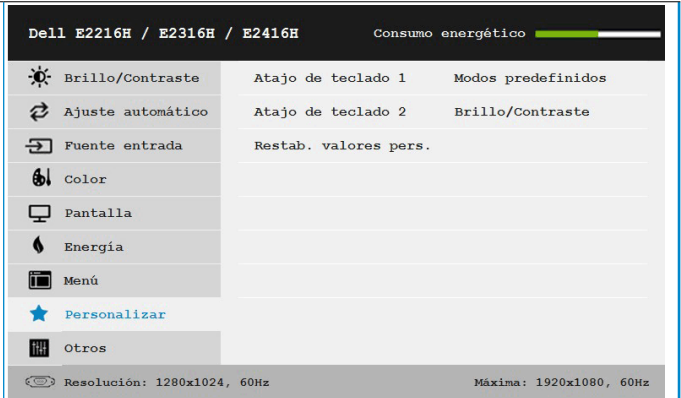 Dell E2216H / E2316H / E2416H Consumo energético
Brillo/Contraste Atajo de teclado 1 Modos predefinidos
Ajuste automático Atajo de teclado 2 Brillo/Contraste
Fuente entrada Restab. valores pers.
Color
Pantalla
Energía
Menú
Personalizar
Otros
Resolución: 1280x1024, 60Hz Máxima: 1920x1080, 60Hz